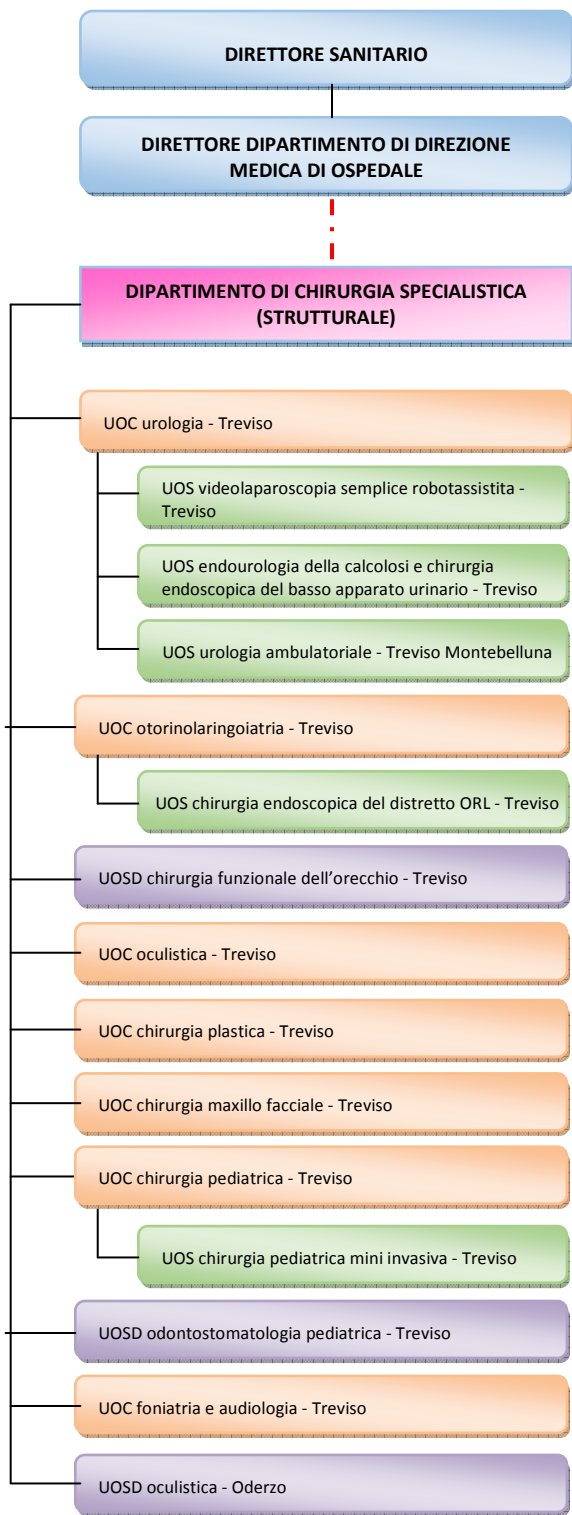 DIRETTORE SANITARIO
DIRETTORE DIPARTIMENTO DI DIREZIONE
MEDICA DI OSPEDALE
DIPARTIMENTO DI CHIRURGIA SPECIALISTICA
(STRUTTURALE)
UOC urologia - Treviso
UOS videolaparoscopia semplice robotassistita -
Treviso
UOS endourologia della calcolosi e chirurgia
endoscopica del basso apparato urinario - Treviso
UOS urologia ambulatoriale - Treviso Montebelluna
UOC otorinolaringoiatria - Treviso
UOS chirurgia endoscopica del distretto ORL - Treviso
UOSD chirurgia funzionale dell’orecchio - Treviso
UOC oculistica - Treviso
UOC chirurgia plastica - Treviso
UOC chirurgia maxillo facciale - Treviso
UOC chirurgia pediatrica - Treviso
UOS chirurgia pediatrica mini invasiva - Treviso
UOSD odontostomatologia pediatrica - Treviso
UOC foniatria e audiologia - Treviso
UOSD oculistica - Oderzo